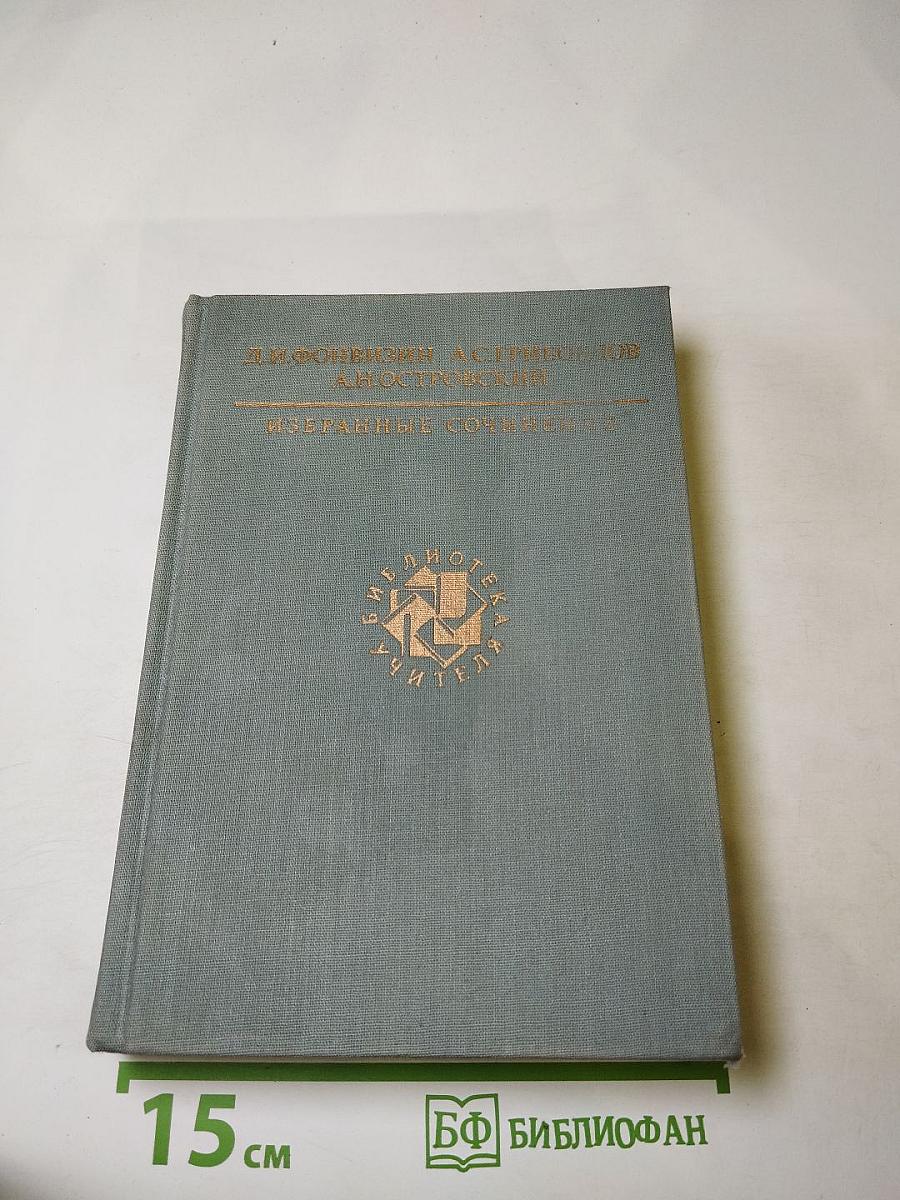 Д.И.ФОНВИЗИН А.С.ГРИБОЕДОВ
А.Н.ОСТРОВСКИЙ
ИЗБРАННЫЕ СОЧИНЕНИЯ
БИБЛИОТЕКА
УЧИТЕЛЯ
15 см
БФ БИБЛИОФАН